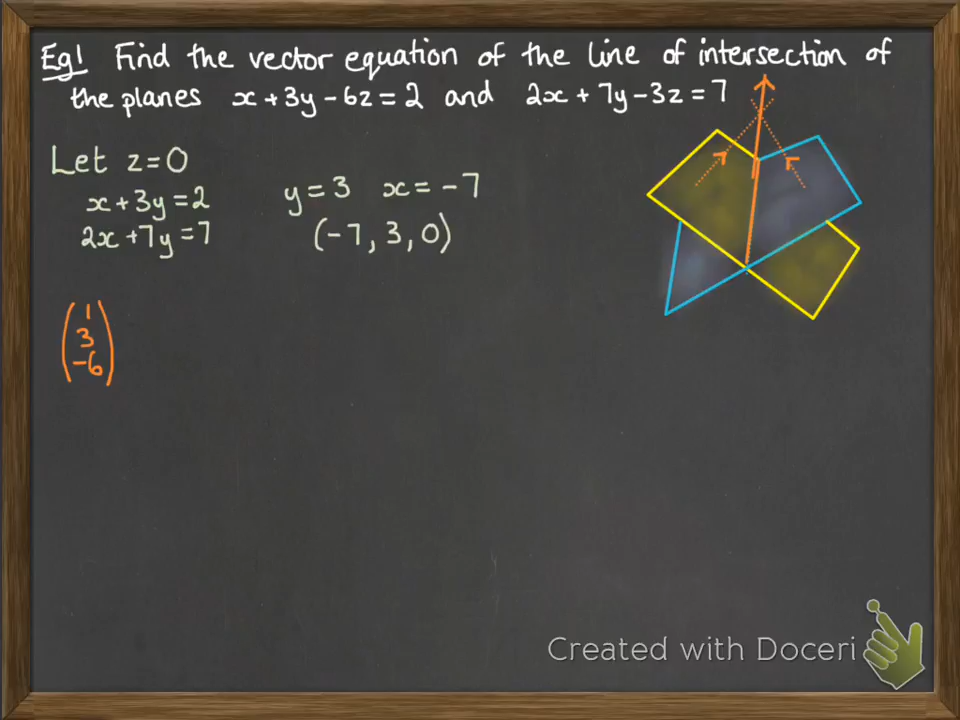 Eg1 Find the vector equation of the line of intersection of
the planes x + 3y - 6z = 2 and 2x + 7y - 3z = 7
Let z = 0
x + 3y = 2
2x + 7y = 7
y = 3 x = -7
(-7, 3, 0)
1
3
-6
Created with Doceri